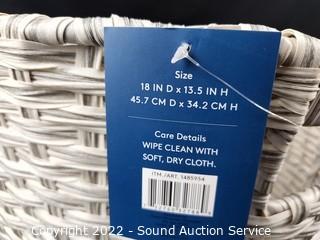 Size
18 IN D x 13.5 IN H
45.7 CM D x 34.2 CM H
Care Details
WIPE CLEAN WITH
SOFT, DRY CLOTH.
ITM./ART. 1485954
Copyright 2022 - Sound Auction Service